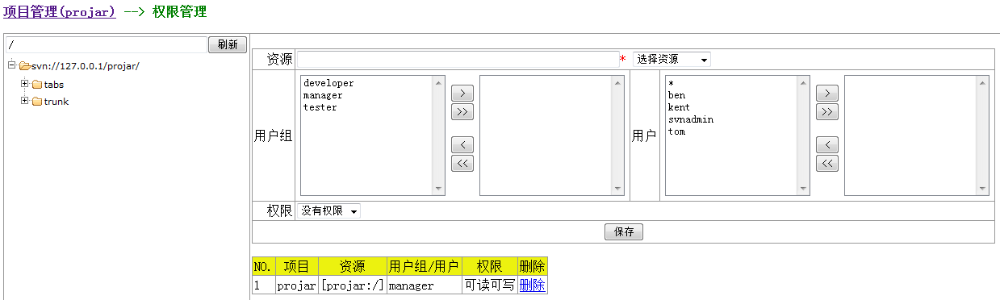 项目管理(projar) --> 权限管理
/ 刷新
svn://127.0.0.1/projar/
tabs
trunk
资源 * 选择资源
用户组
developer
manager
tester
>
>>
<
<<
用户
*
ben
kent
svnadmin
tom
>
>>
<
<<
权限 没有权限
保存
NO. 项目 资源 用户组/用户 权限 删除
1 projar [projar:/] manager 可读可写 删除